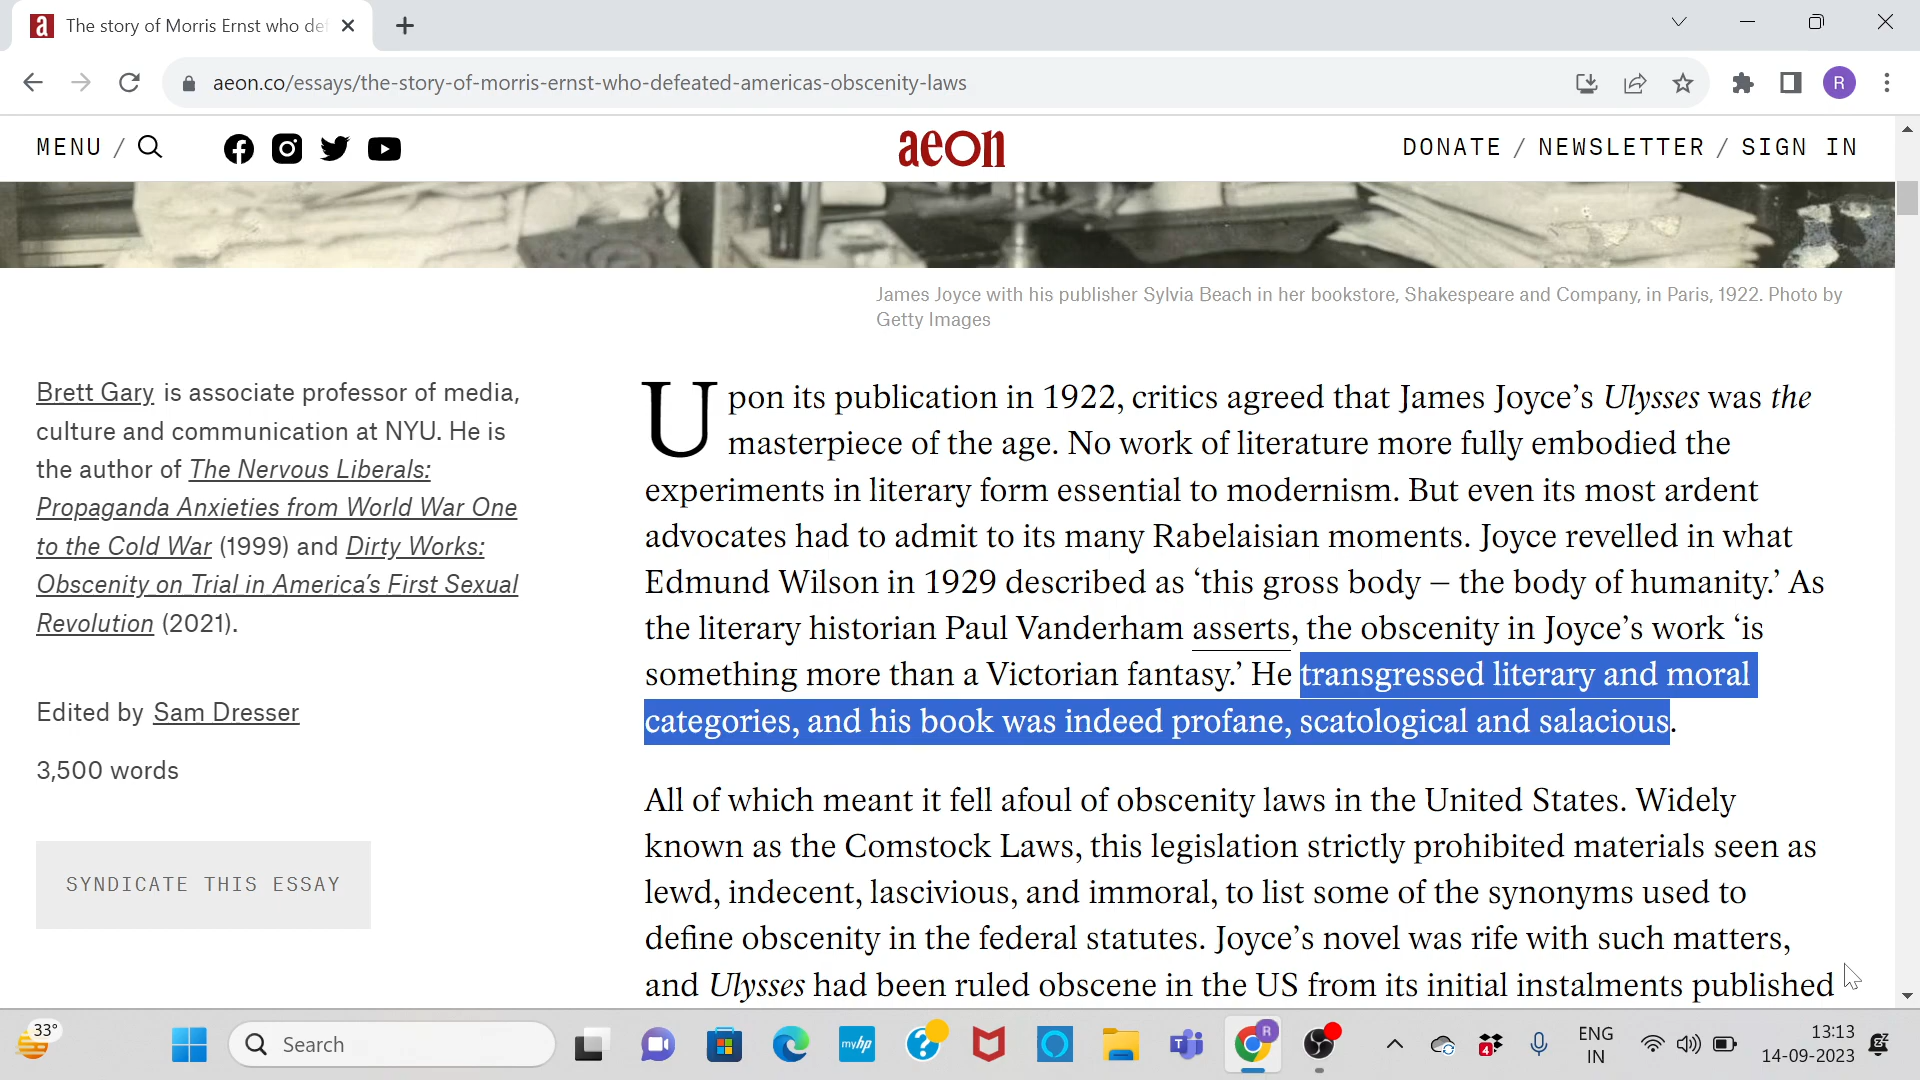 The story of Morris Ernst who def
aeon.co/essays/the-story-of-morris-ernst-who-defeated-americas-obscenity-laws
R
MENU /
aeon
DONATE / NEWSLETTER / SIGN IN
James Joyce with his publisher Sylvia Beach in her bookstore, Shakespeare and Company, in Paris, 1922. Photo by
Getty Images
Brett Gary is associate professor of media,
culture and communication at NYU. He is
the author of The Nervous Liberals:
Propaganda Anxieties from World War One
to the Cold War (1999) and Dirty Works:
Obscenity on Trial in America's First Sexual
Revolution (2021).
Edited by Sam Dresser
3,500 words
SYNDICATE THIS ESSAY
Upon its publication in 1922, critics agreed that James Joyce’s Ulysses was the
masterpiece of the age. No work of literature more fully embodied the
experiments in literary form essential to modernism. But even its most ardent
advocates had to admit to its many Rabelaisian moments. Joyce revelled in what
Edmund Wilson in 1929 described as ‘this gross body – the body of humanity.’ As
the literary historian Paul Vanderham asserts, the obscenity in Joyce’s work ‘is
something more than a Victorian fantasy.’ He transgressed literary and moral
categories, and his book was indeed profane, scatological and salacious.
All of which meant it fell afoul of obscenity laws in the United States. Widely
known as the Comstock Laws, this legislation strictly prohibited materials seen as
lewd, indecent, lascivious, and immoral, to list some of the synonyms used to
define obscenity in the federal statutes. Joyce’s novel was rife with such matters,
and Ulysses had been ruled obscene in the US from its initial instalments published
33°
Search
myhp
R
4
ENG
IN
13:13
14-09-2023